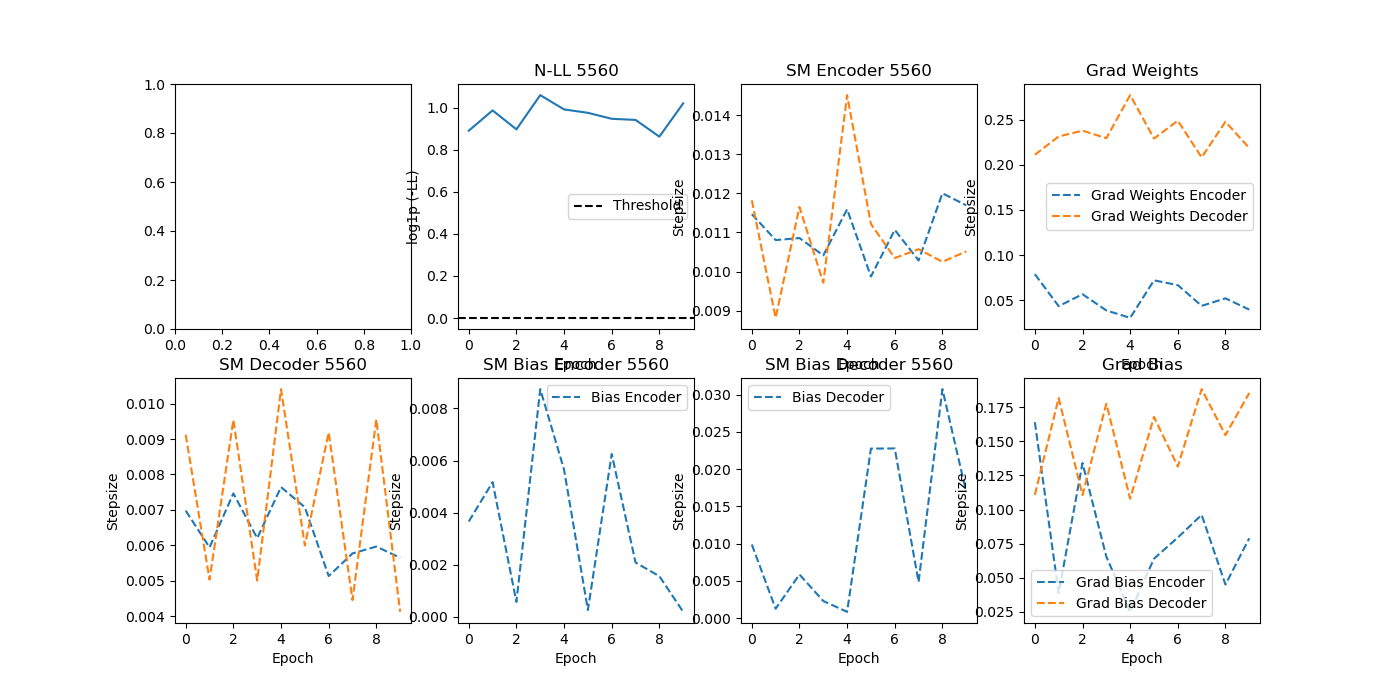 N-LL 5560
SM Encoder 5560
Grad Weights
1.0
0.8
0.6
0.4
0.2
0.0
0.0 0.2 0.4 0.6 0.8 1.0
log1p (-LL)
1.0
0.8
0.6
0.4
0.2
0.0
Threshold
0 2 4 6 8
Epoch
Stepsize
0.014
0.013
0.012
0.011
0.010
0.009
0 2 4 6 8
Epoch
Stepsize
0.25
0.20
0.15
0.10
0.05
Grad Weights Encoder
Grad Weights Decoder
0 2 4 6 8
Epoch
SM Decoder 5560
SM Bias Encoder 5560
SM Bias Decoder 5560
Grad Bias
Stepsize
0.010
0.009
0.008
0.007
0.006
0.005
0.004
0 2 4 6 8
Epoch
Stepsize
0.008
0.006
0.004
0.002
0.000
Bias Encoder
0 2 4 6 8
Epoch
Stepsize
0.030
0.025
0.020
0.015
0.010
0.005
0.000
Bias Decoder
0 2 4 6 8
Epoch
Stepsize
0.175
0.150
0.125
0.100
0.075
0.050
0.025
Grad Bias Encoder
Grad Bias Decoder
0 2 4 6 8
Epoch